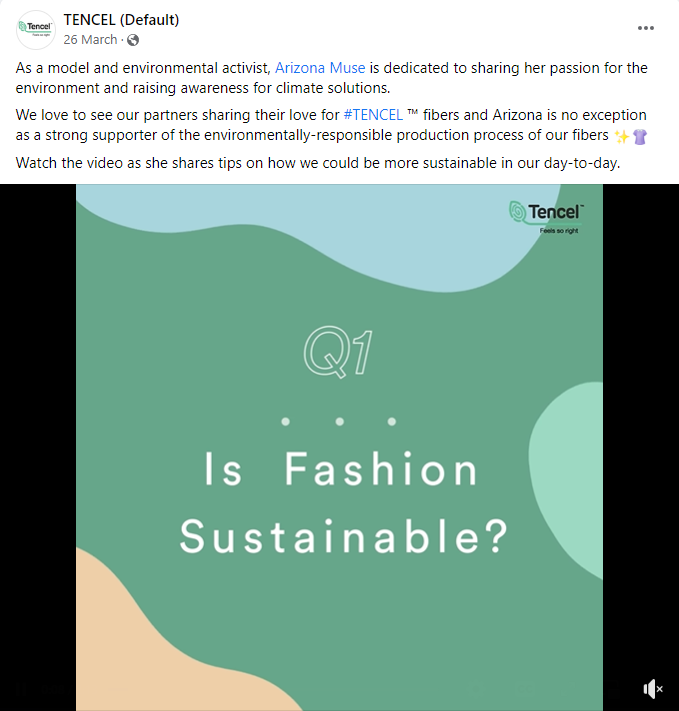 Tencel™
Feels so right
TENCEL (Default)
26 March ·
As a model and environmental activist, Arizona Muse is dedicated to sharing her passion for the
environment and raising awareness for climate solutions.
We love to see our partners sharing their love for #TENCEL ™ fibers and Arizona is no exception
as a strong supporter of the environmentally-responsible production process of our fibers ✨👚
Watch the video as she shares tips on how we could be more sustainable in our day-to-day.
Tencel™
Feels so right
Q1
Is Fashion
Sustainable?